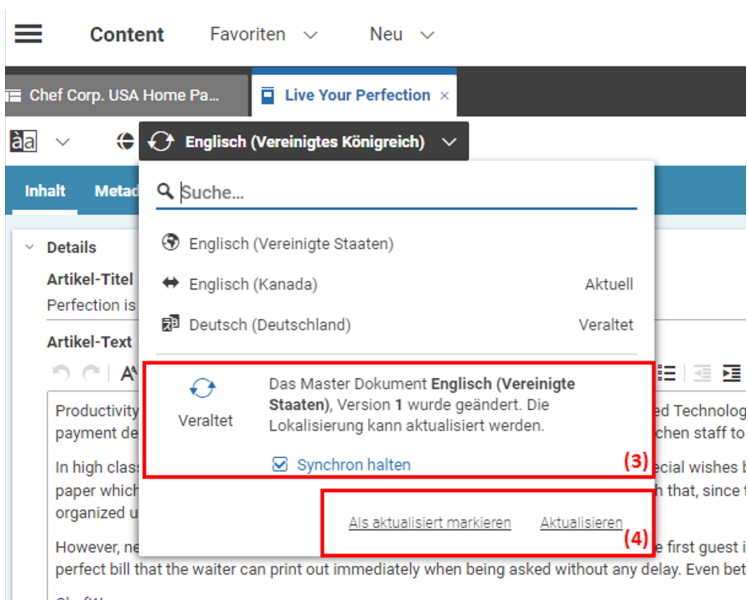 Content Favoriten Neu
Chef Corp. USA Home Pa... Live Your Perfection ×
àa Englisch (Vereinigtes Königreich)
Inhalt Metad
Suche...
Englisch (Vereinigte Staaten)
Englisch (Kanada) Aktuell
Deutsch (Deutschland) Veraltet
Details
Artikel-Titel
Perfection is
Artikel-Text
Veraltet
Das Master Dokument Englisch (Vereinigte
Staaten), Version 1 wurde geändert. Die
Lokalisierung kann aktualisiert werden.
Synchron halten
(3)
Als aktualisiert markieren Aktualisieren
(4)
Productivity ed Technolog
payment de chen staff to
In high clas ecial wishes b
paper which h that, since t
organized u
However, ne e first guest i
perfect bill that the waiter can print out immediately when being asked without any delay. Even bet